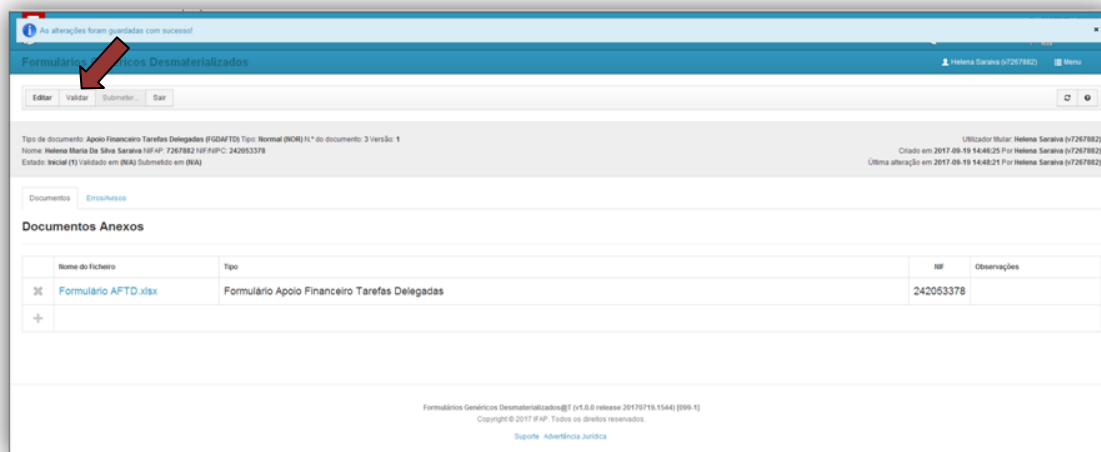 As alterações foram guardadas com sucesso!
Formulários Desmaterializados
Helena Saraiva (v7267882) Menu
Editar Validar Submeter... Sair
Tipo de documento: Apoio Financeiro Tarefas Delegadas (FGDAFTD) Tipo: Normal (NOR) N.º do documento: 3 Versão: 1
Utilizador titular: Helena Saraiva (v7267882)
Nome: Helena Maria Da Silva Saraiva NIFAP: 7267882 NIF/NIPC: 242053378
Criado em 2017-09-19 14:46:25 Por Helena Saraiva (v7267882)
Estado: Inicial (1) Validado em (N/A) Submetido em (N/A)
Última alteração em 2017-09-19 14:48:21 Por Helena Saraiva (v7267882)
Documentos Erros/Avisos
Documentos Anexos
Nome do Ficheiro Tipo NIF Observações
Formulário AFTD.xlsx Formulário Apoio Financeiro Tarefas Delegadas 242053378
Formulários Genéricos Desmaterializados@T (v1.0.0 release 20170719.1544) [099-1]
Copyright © 2017 IFAP. Todos os direitos reservados.
Suporte Advertência Jurídica